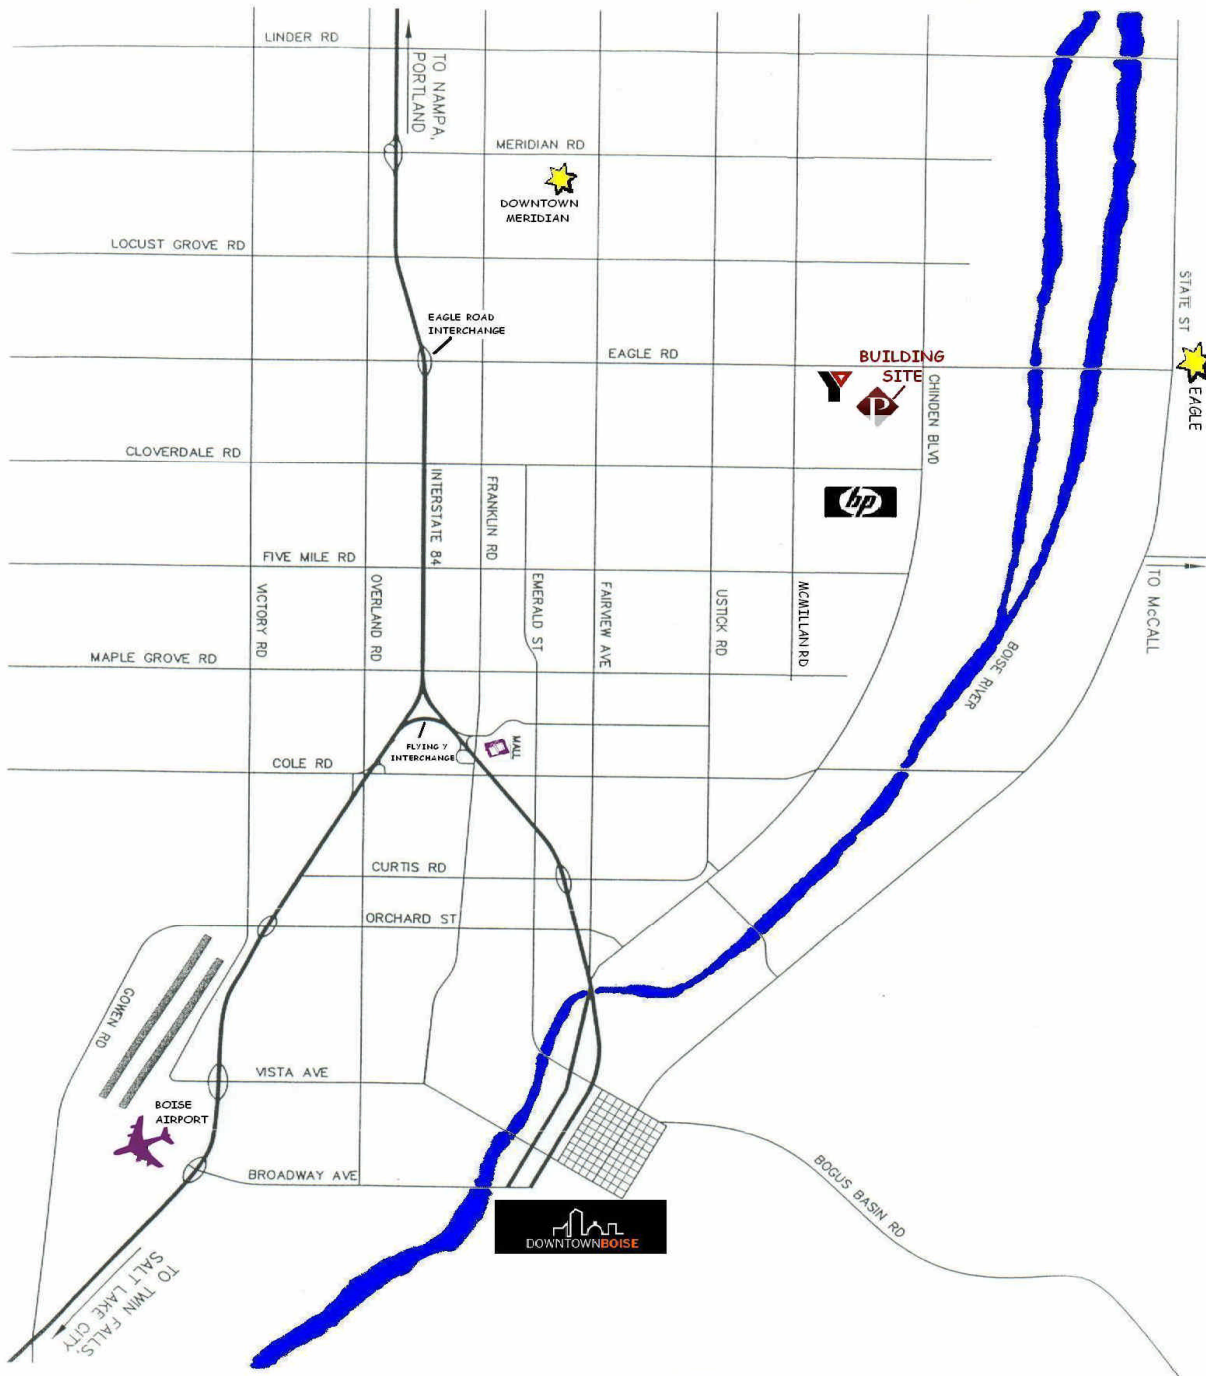 LINDER RD
TO NAMPA,
PORTLAND
MERIDIAN RD
DOWNTOWN
MERIDIAN
LOCUST GROVE RD
STATE ST
EAGLE ROAD
INTERCHANGE
EAGLE RD
BUILDING
SITE
P
Y
EAGLE
CHINDEN BLVD
CLOVERDALE RD
INTERSTATE 84
FRANKLIN RD
hp
FIVE MILE RD
VICTORY RD
OVERLAND RD
EMERALD ST
FAIRVIEW AVE
USTICK RD
MCMILLAN RD
TO McCALL
BOISE RIVER
MAPLE GROVE RD
FLYING Y
INTERCHANGE
MALL
COLE RD
CURTIS RD
ORCHARD ST
GOWEN RD
VISTA AVE
BOISE
AIRPORT
BROADWAY AVE
BOGUS BASIN RD
DOWNTOWNBOISE
TO TWIN FALLS,
SALT LAKE CITY